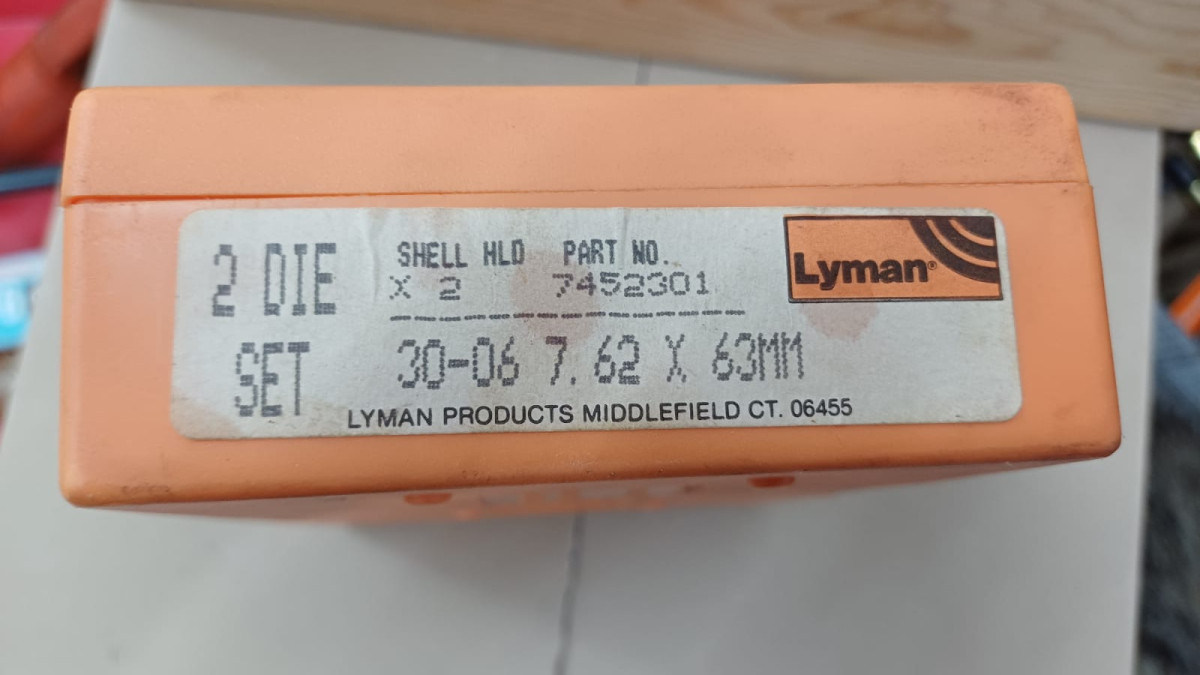 2 DIE SET
SHELL HLD PART NO.
X 2 7452301
30-06 7.62 X 63MM
LYMAN PRODUCTS MIDDLEFIELD CT. 06455
Lyman®